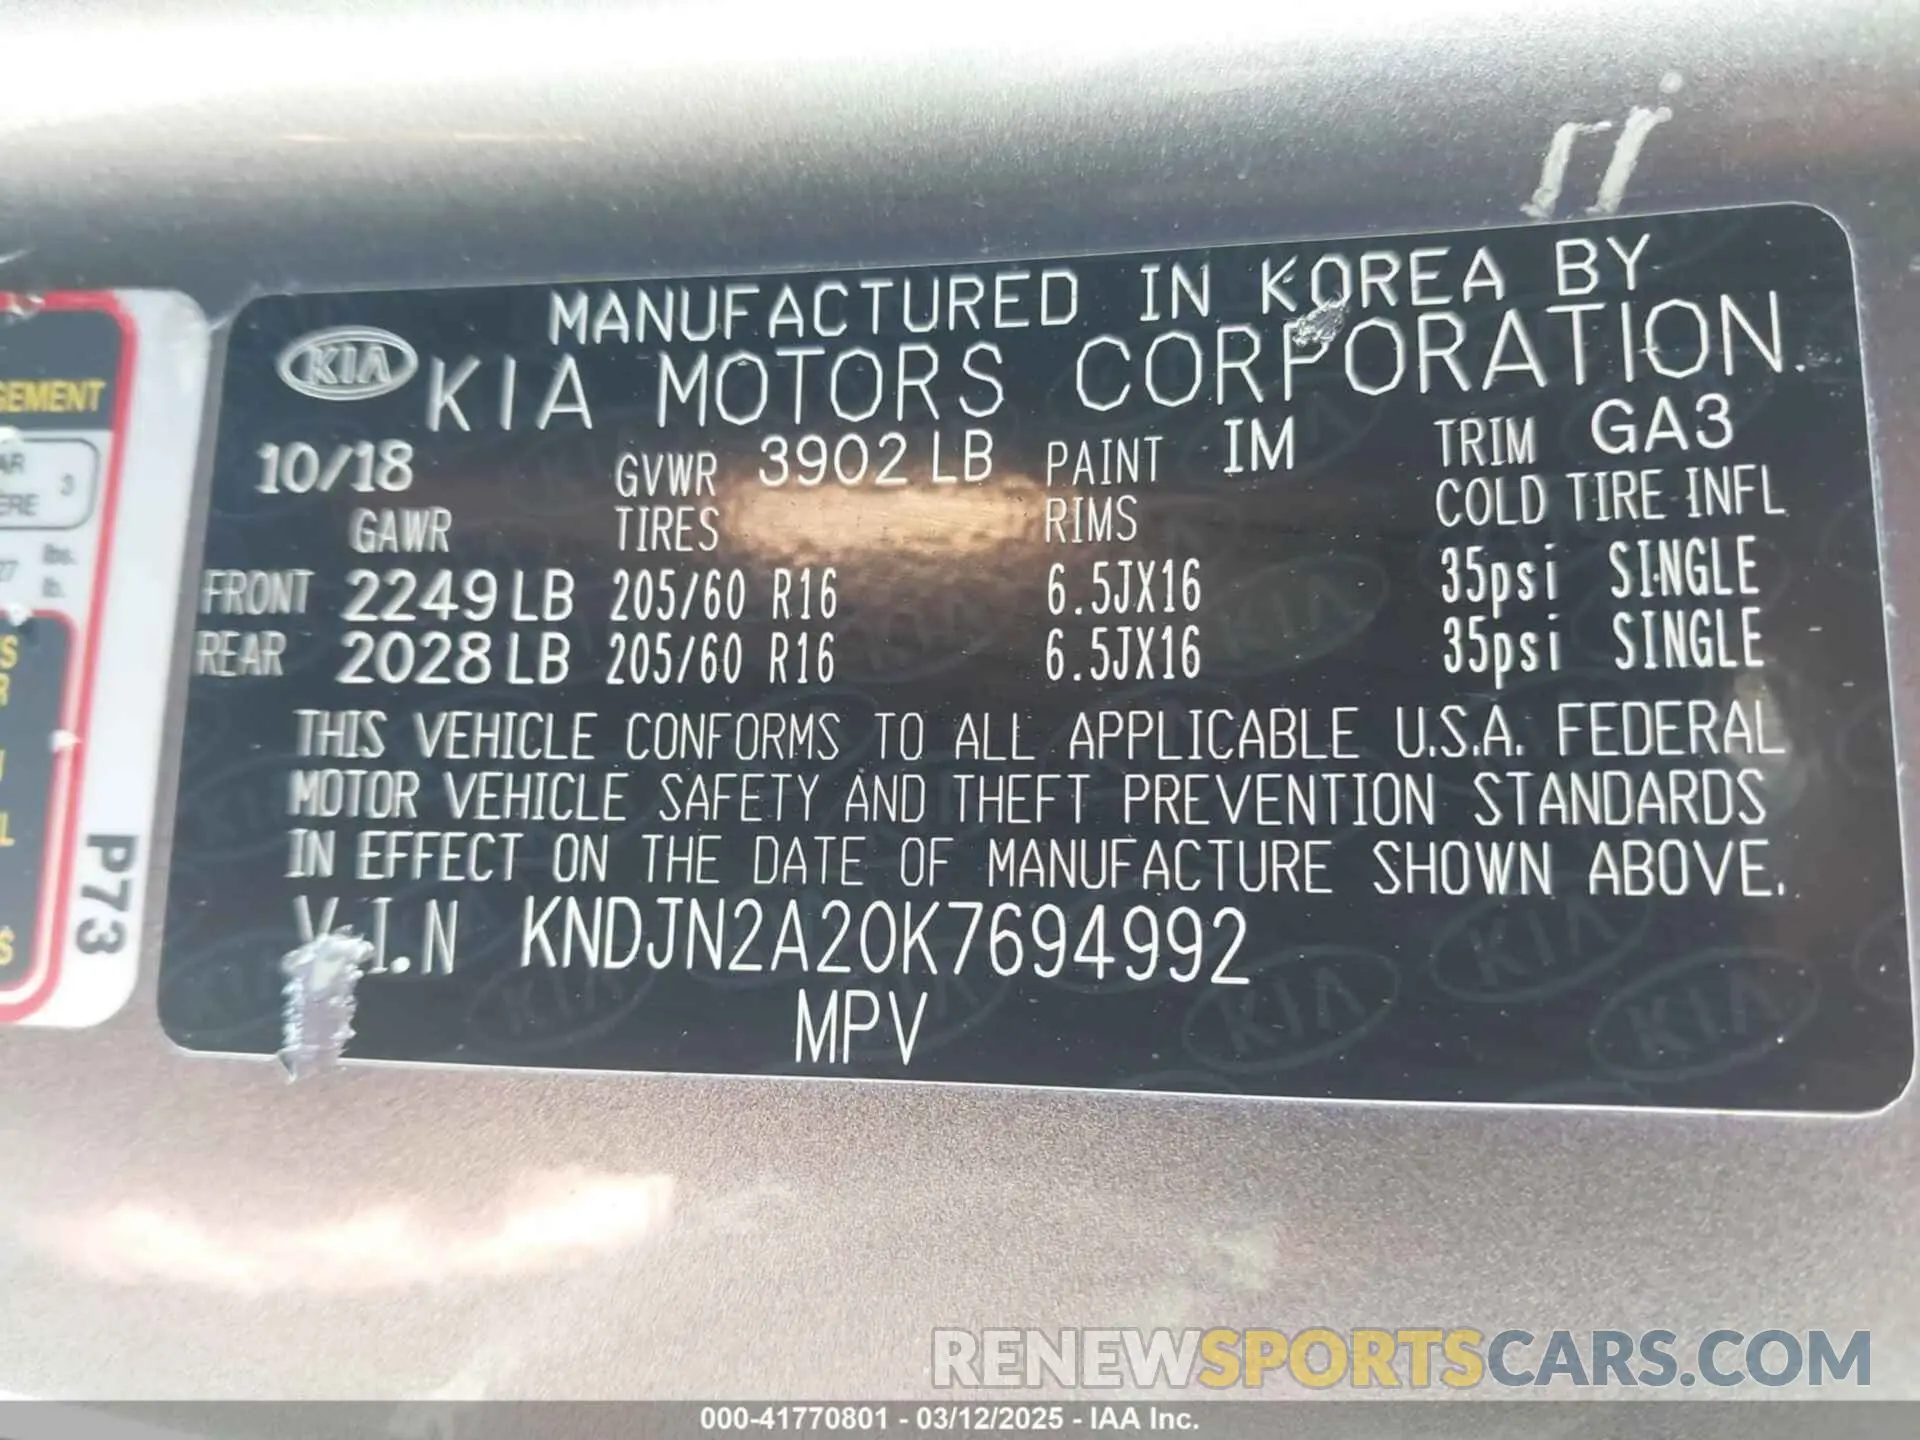 MANUFACTURED IN KOREA BY
KIA KIA MOTORS CORPORATION.
10/18 GVWR 3902 LB PAINT IM TRIM GA3
GAWR TIRES RIMS COLD TIRE INFL
FRONT 2249 LB 205/60 R16 6.5JX16 35psi SINGLE
REAR 2028 LB 205/60 R16 6.5JX16 35psi SINGLE
THIS VEHICLE CONFORMS TO ALL APPLICABLE U.S.A. FEDERAL
MOTOR VEHICLE SAFETY AND THEFT PREVENTION STANDARDS
IN EFFECT ON THE DATE OF MANUFACTURE SHOWN ABOVE.
V.I.N KNDJN2A20K7694992
MPV
3
lbs.
lb.
P73
RENEWSPORTSCARS.COM
000-41770801 - 03/12/2025 - IAA Inc.